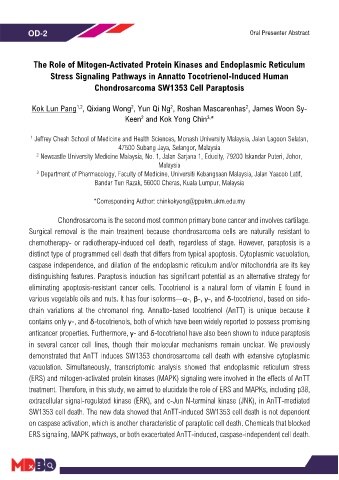 OD-2
Oral Presenter Abstract
The Role of Mitogen-Activated Protein Kinases and Endoplasmic Reticulum
Stress Signaling Pathways in Annatto Tocotrienol-Induced Human
Chondrosarcoma SW1353 Cell Paraptosis
Kok Lun Pang1,2, Qixiang Wong2, Yun Qi Ng2, Roshan Mascarenhas2, James Woon Sy-
Keen2 and Kok Yong Chin3,*
1 Jeffrey Cheah School of Medicine and Health Sciences, Monash University Malaysia, Jalan Lagoon Selatan,
47500 Subang Jaya, Selangor, Malaysia
2 Newcastle University Medicine Malaysia, No. 1, Jalan Sarjana 1, Educity, 79200 Iskandar Puteri, Johor,
Malaysia
3 Department of Pharmacology, Faculty of Medicine, Universiti Kebangsaan Malaysia, Jalan Yaacob Latif,
Bandar Tun Razak, 56000 Cheras, Kuala Lumpur, Malaysia
*Corresponding Author: chinkokyong@ppukm.ukm.edu.my
Chondrosarcoma is the second most common primary bone cancer and involves cartilage.
Surgical removal is the main treatment because chondrosarcoma cells are naturally resistant to
chemotherapy- or radiotherapy-induced cell death, regardless of stage. However, paraptosis is a
distinct type of programmed cell death that differs from typical apoptosis. Cytoplasmic vacuolation,
caspase independence, and dilation of the endoplasmic reticulum and/or mitochondria are its key
distinguishing features. Paraptosis induction has significant potential as an alternative strategy for
eliminating apoptosis-resistant cancer cells. Tocotrienol is a natural form of vitamin E found in
various vegetable oils and nuts. It has four isoforms—α-, β-, γ-, and δ-tocotrienol, based on side-
chain variations at the chromanol ring. Annatto-based tocotrienol (AnTT) is unique because it
contains only γ-, and δ-tocotrienols, both of which have been widely reported to possess promising
anticancer properties. Furthermore, γ- and δ-tocotrienol have also been shown to induce paraptosis
in several cancer cell lines, though their molecular mechanisms remain unclear. We previously
demonstrated that AnTT induces SW1353 chondrosarcoma cell death with extensive cytoplasmic
vacuolation. Simultaneously, transcriptomic analysis showed that endoplasmic reticulum stress
(ERS) and mitogen-activated protein kinases (MAPK) signaling were involved in the effects of AnTT
treatment. Therefore, in this study, we aimed to elucidate the role of ERS and MAPKs, including p38,
extracellular signal-regulated kinase (ERK), and c-Jun N-terminal kinase (JNK), in AnTT-mediated
SW1353 cell death. The new data showed that AnTT-induced SW1353 cell death is not dependent
on caspase activation, which is another characteristic of paraptotic cell death. Chemicals that blocked
ERS signaling, MAPK pathways, or both exacerbated AnTT-induced, caspase-independent cell death.